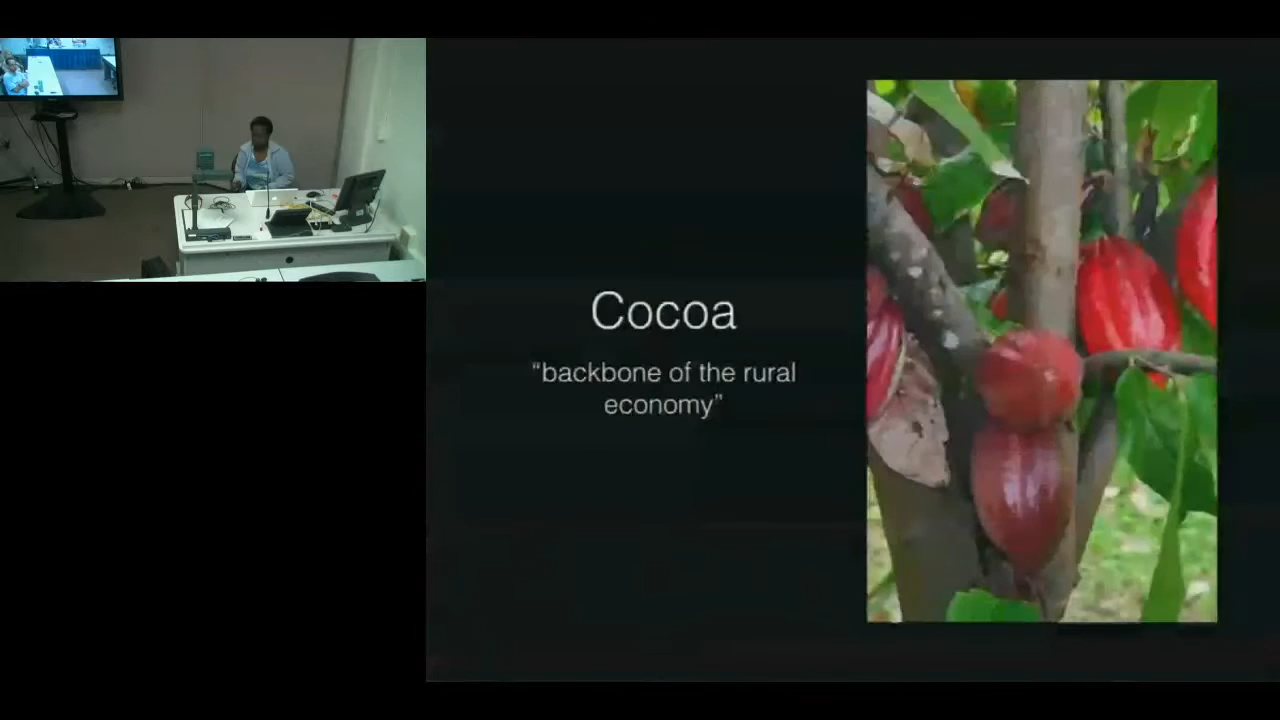 Cocoa
“backbone of the rural
economy”